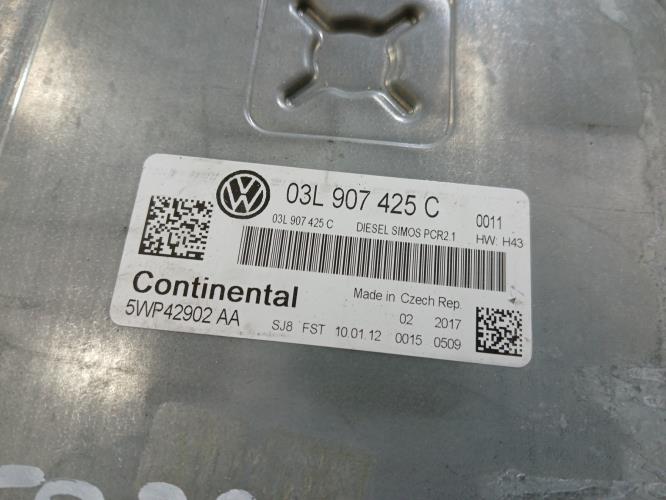 03L 907 425 C 0011
03L 907 425 C DIESEL SIMOS PCR2.1 HW: H43
Continental Made in Czech Rep.
5WP42902 AA 02 2017
SJ8 FST 10.01.12 0015 0509